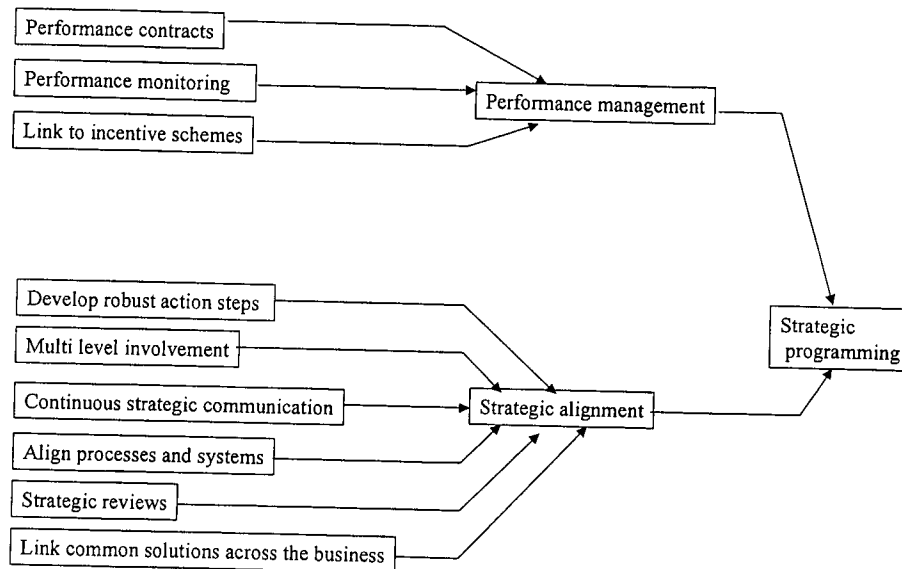 Performance contracts
Performance monitoring
Performance management
Link to incentive schemes
Develop robust action steps
Multi level involvement
Continuous strategic communication
Align processes and systems
Strategic reviews
Link common solutions across the business
Strategic alignment
Strategic
programming